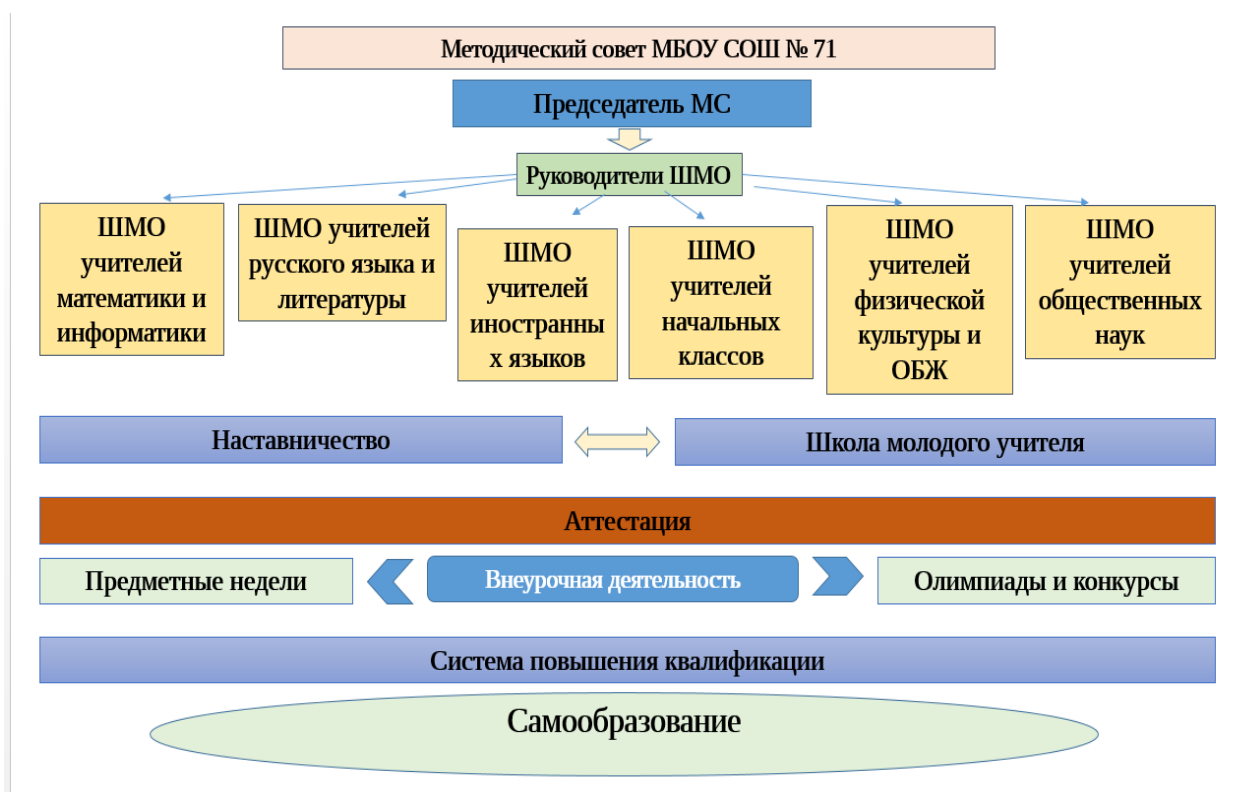 Методический совет МБОУ СОШ № 71
Председатель МС
Руководители ШМО
ШМО
учителей
математики и
информатики
ШМО учителей
русского языка и
литературы
ШМО
учителей
иностранны
х языков
ШМО
учителей
начальных
классов
ШМО
учителей
физической
культуры и
ОБЖ
ШМО
учителей
общественных
наук
Наставничество
Школа молодого учителя
Аттестация
Предметные недели
Внеурочная деятельность
Олимпиады и конкурсы
Система повышения квалификации
Самообразование